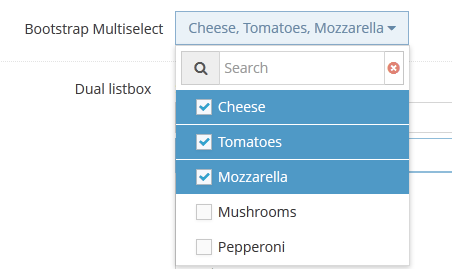 Bootstrap Multiselect
Cheese, Tomatoes, Mozzarella
Search
Dual listbox
Cheese
Tomatoes
Mozzarella
Mushrooms
Pepperoni